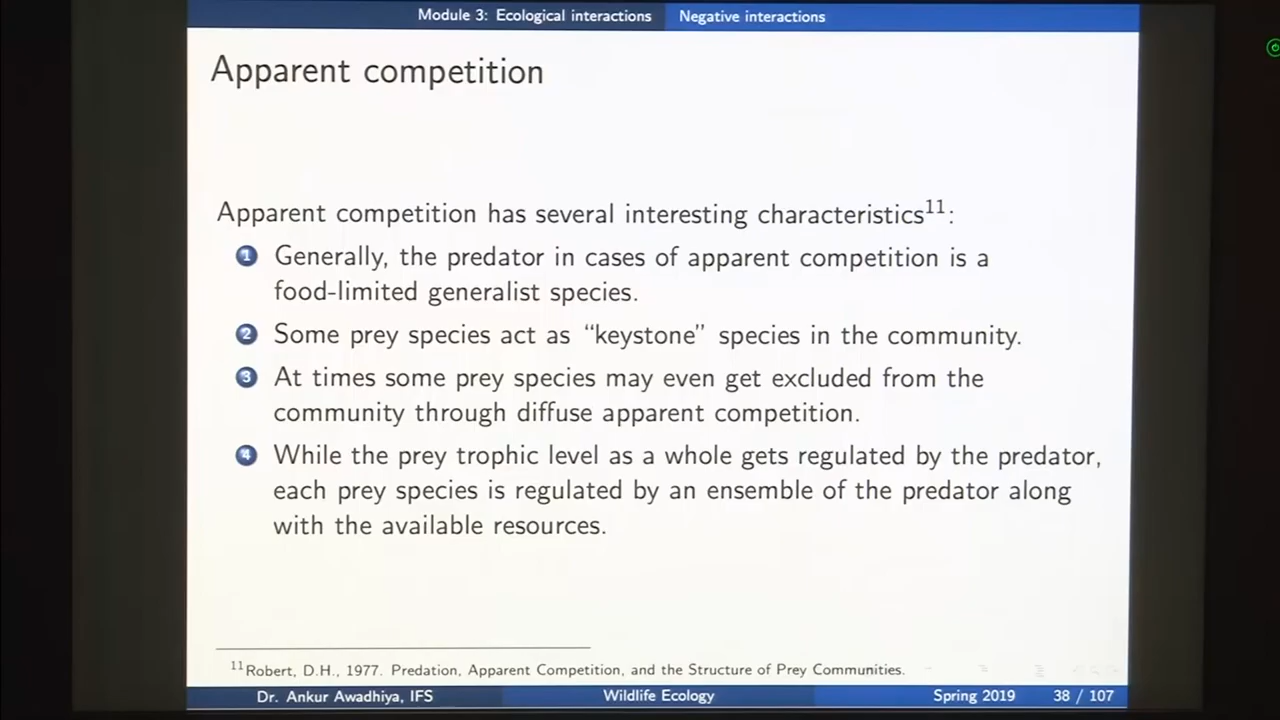 Module 3: Ecological interactions Negative interactions
Apparent competition
Apparent competition has several interesting characteristics11:
1 Generally, the predator in cases of apparent competition is a
food-limited generalist species.
2 Some prey species act as “keystone” species in the community.
3 At times some prey species may even get excluded from the
community through diffuse apparent competition.
4 While the prey trophic level as a whole gets regulated by the predator,
each prey species is regulated by an ensemble of the predator along
with the available resources.
11Robert, D.H., 1977. Predation, Apparent Competition, and the Structure of Prey Communities.
Dr. Ankur Awadhiya, IFS Wildlife Ecology Spring 2019 38 / 107